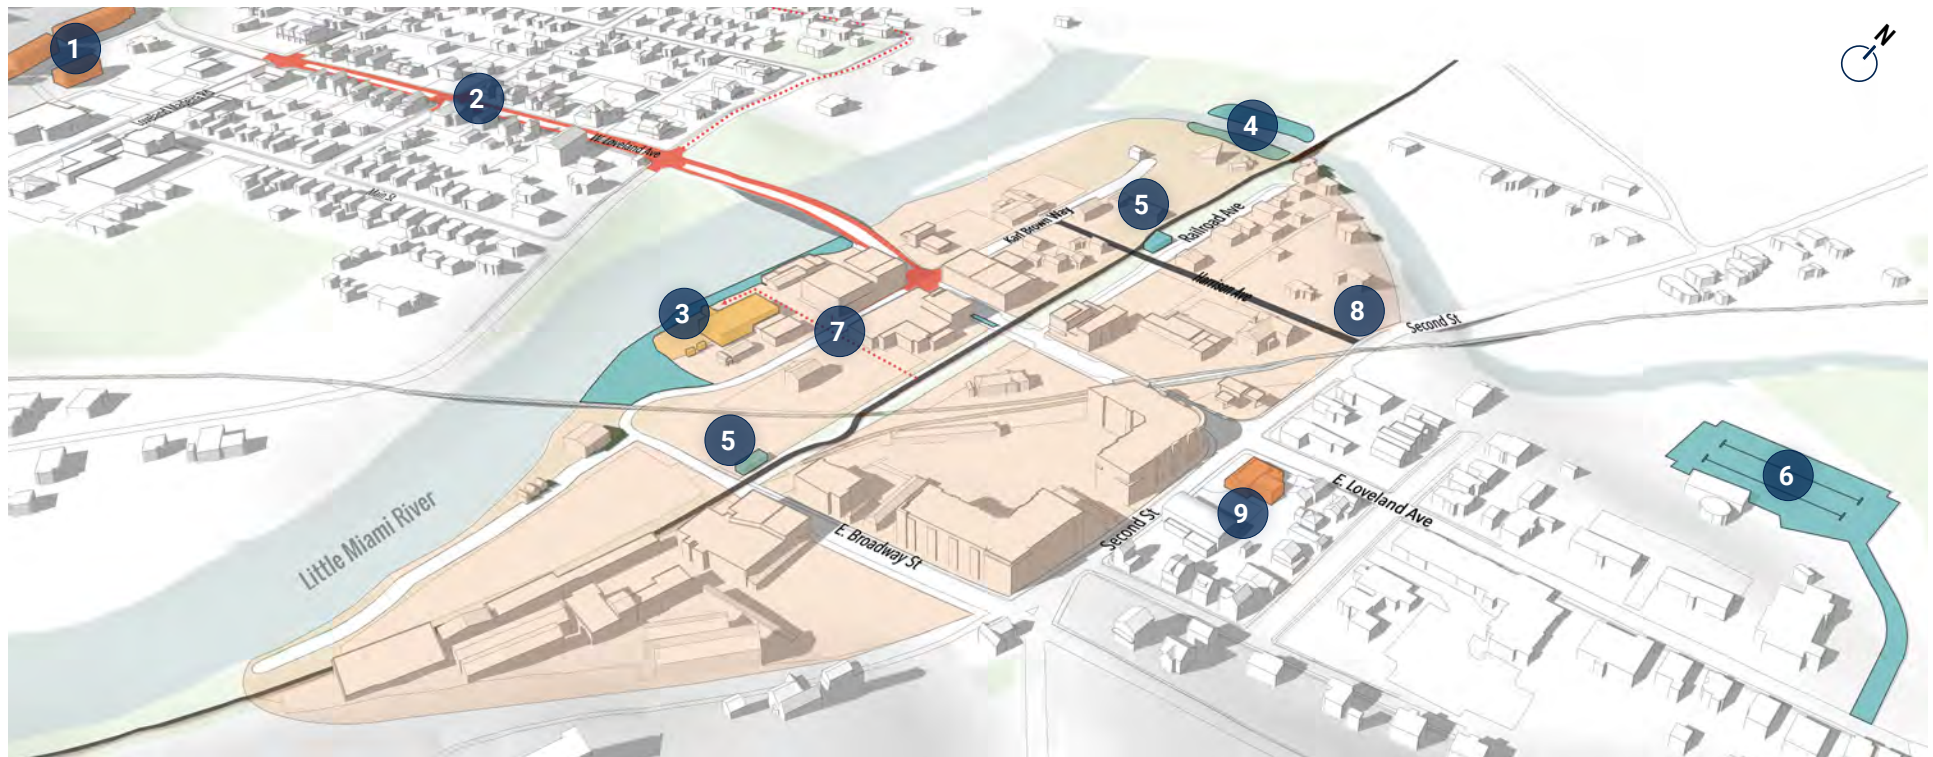 N
1
2
4
W. Loveland Ave
Main St
5
Karl Brown Way
Railroad Ave
Harrison Ave
3
7
8
Second St
5
6
9
E. Loveland Ave
Second St
E. Broadway St
Little Miami River